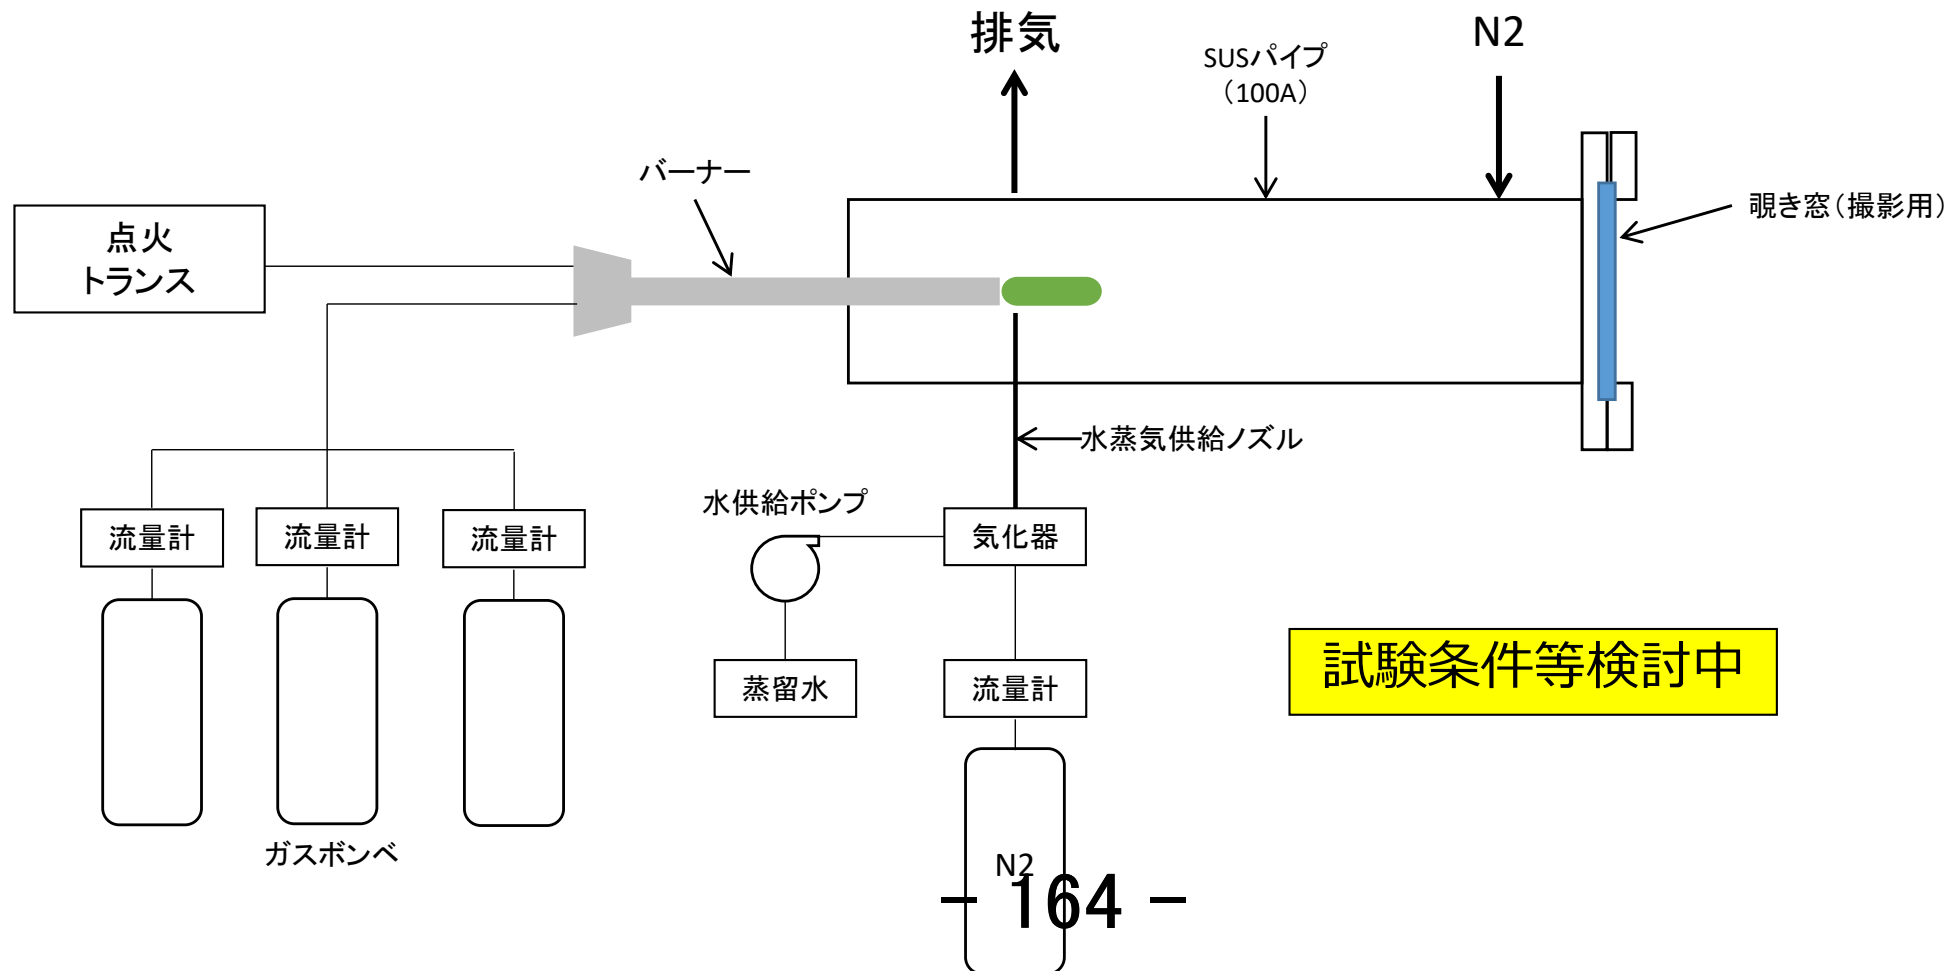 排気
N2
SUSパイプ
（100A）
バーナー
覗き窓（撮影用）
点火
トランス
水蒸気供給ノズル
水供給ポンプ
流量計
流量計
流量計
気化器
試験条件等検討中
蒸留水
流量計
ガスボンベ
N2
- 164 -